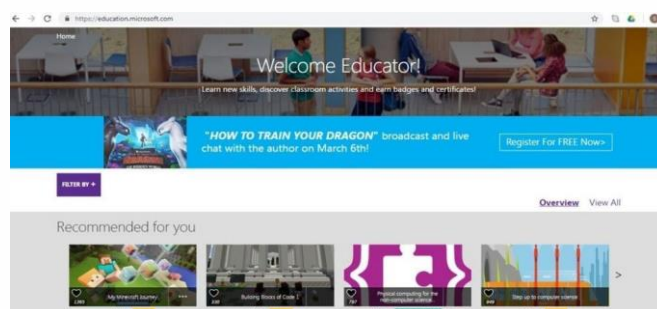 https://education.microsoft.com
Home
Welcome Educator!
Learn new skills, discover classroom activities and earn badges and certificates!
"HOW TO TRAIN YOUR DRAGON" broadcast and live
chat with the author on March 6th!
Register For FREE Now>
FILTER BY +
Overview View All
Recommended for you
My Minecraft Journey
Building Blocks of Code 1
Physical computing for the
non-computer science
Step up to computer science